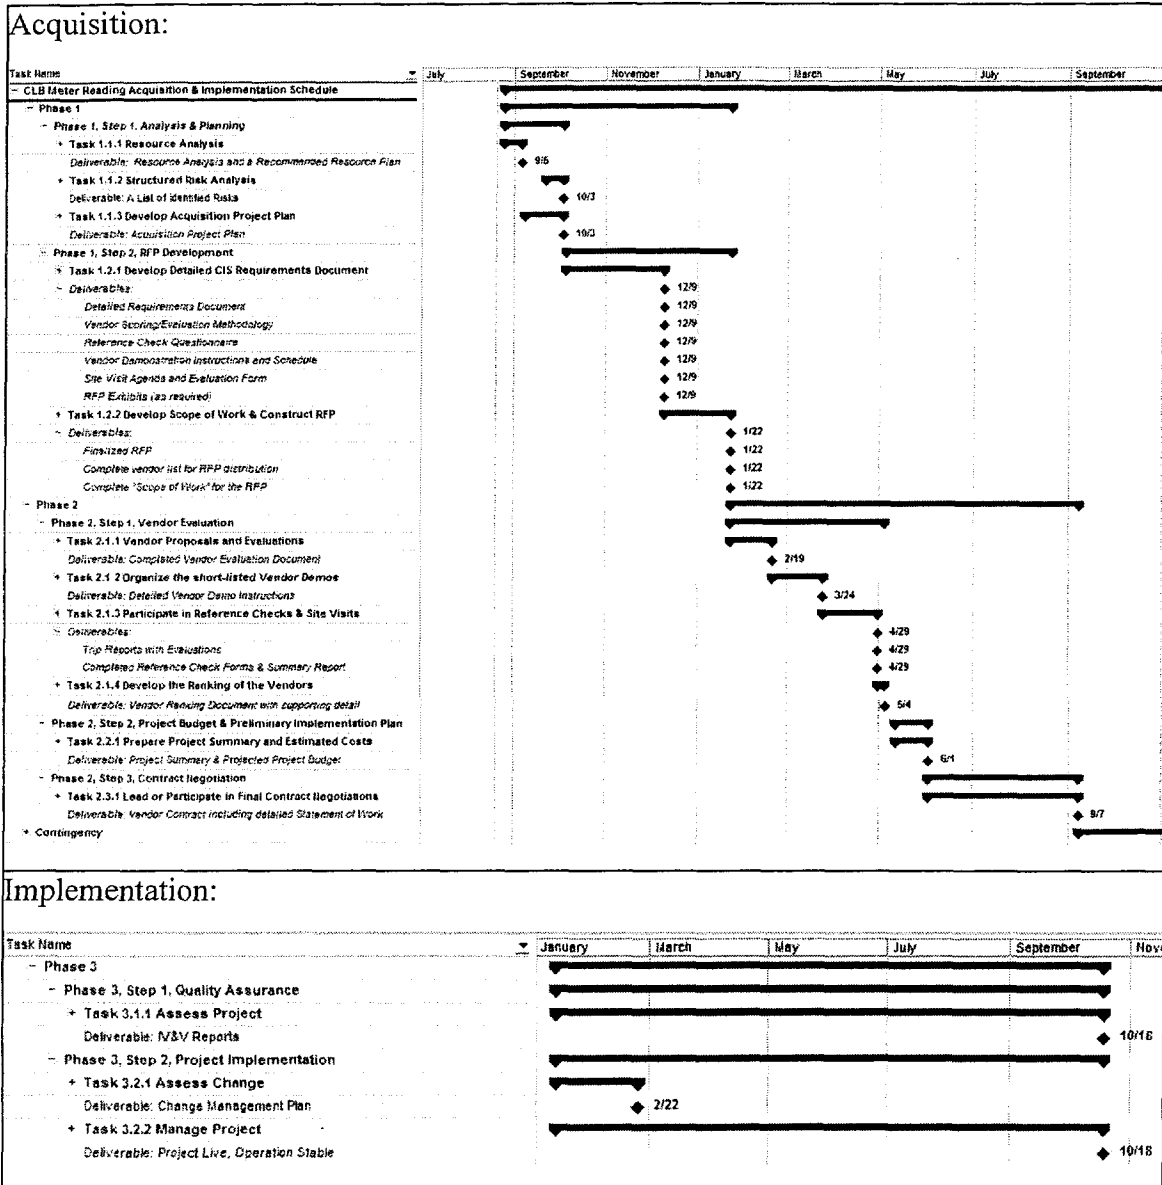 Acquisition:
Task Name July September November January March May July September
− CLB Meter Reading Acquisition & Implementation Schedule
− Phase 1
− Phase 1, Step 1, Analysis & Planning
+ Task 1.1.1 Resource Analysis
Deliverable: Resource Analysis and a Recommended Resource Plan 9/5
+ Task 1.1.2 Structured Risk Analysis
Deliverable: A List of Identified Risks 10/3
+ Task 1.1.3 Develop Acquisition Project Plan
Deliverable: Acquisition Project Plan 10/3
− Phase 1, Step 2, RFP Development
+ Task 1.2.1 Develop Detailed CIS Requirements Document
− Deliverables: 12/9
Detailed Requirements Document 12/9
Vendor Scoring/Evaluation Methodology 12/9
Reference Check Questionnaire 12/9
Vendor Demonstration Instructions and Schedule 12/9
Site Visit Agenda and Evaluation Form 12/9
RFP Exhibits (as required) 12/9
+ Task 1.2.2 Develop Scope of Work & Construct RFP
− Deliverables: 1/22
Finalized RFP 1/22
Complete vendor list for RFP distribution 1/22
Complete "Scope of Work" for the RFP 1/22
− Phase 2
− Phase 2, Step 1, Vendor Evaluation
+ Task 2.1.1 Vendor Proposals and Evaluations
Deliverable: Completed Vendor Evaluation Document 2/19
+ Task 2.1.2 Organize the short-listed Vendor Demos
Deliverable: Detailed Vendor Demo Instructions 3/24
+ Task 2.1.3 Participate in Reference Checks & Site Visits
− Deliverables: 4/29
Trip Reports with Evaluations 4/29
Completed Reference Check Forms & Summary Report 4/29
+ Task 2.1.4 Develop the Ranking of the Vendors
Deliverable: Vendor Ranking Document with supporting detail 5/4
− Phase 2, Step 2, Project Budget & Preliminary Implementation Plan
+ Task 2.2.1 Prepare Project Summary and Estimated Costs
Deliverable: Project Summary & Projected Project Budget 6/1
− Phase 2, Step 3, Contract Negotiation
+ Task 2.3.1 Lead or Participate in Final Contract Negotiations
Deliverable: Vendor Contract including detailed Statement of Work 9/7
+ Contingency
Implementation:
Task Name January March May July September Nov
− Phase 3
− Phase 3, Step 1, Quality Assurance
+ Task 3.1.1 Assess Project
Deliverable: IV&V Reports 10/18
− Phase 3, Step 2, Project Implementation
+ Task 3.2.1 Assess Change
Deliverable: Change Management Plan 2/22
+ Task 3.2.2 Manage Project
Deliverable: Project Live, Operation Stable 10/18